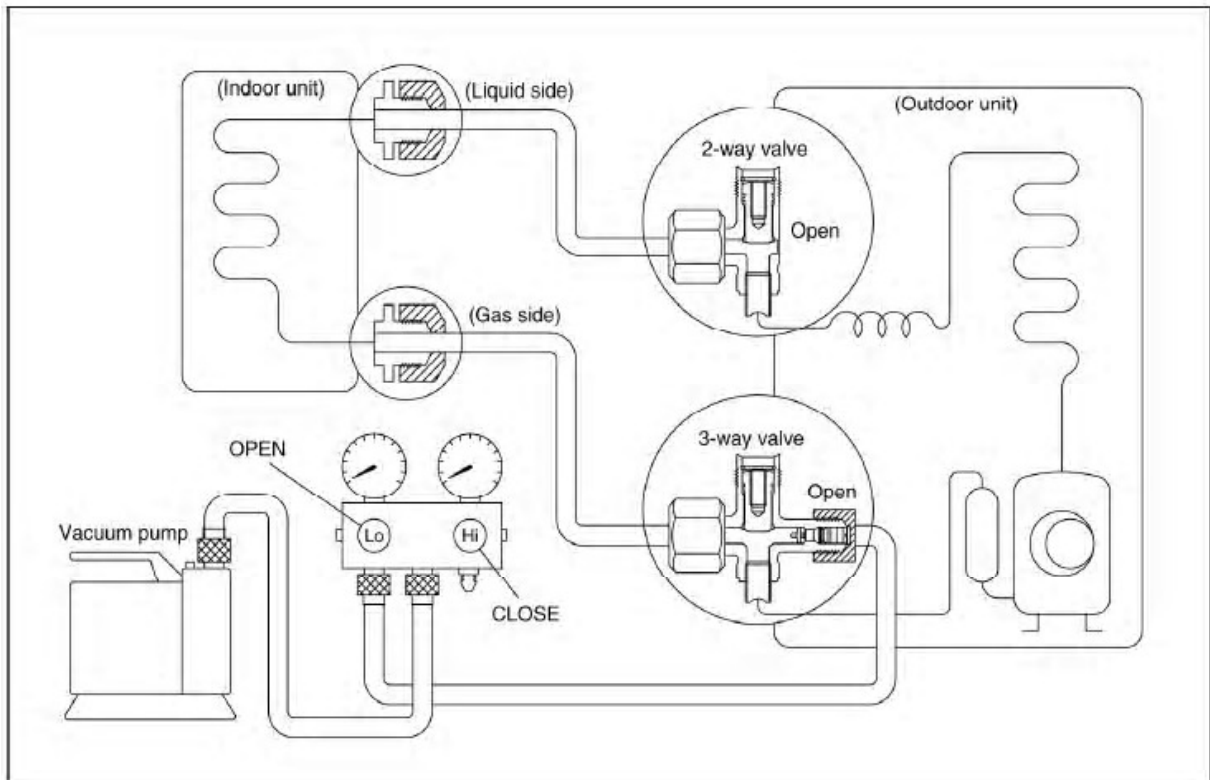 (Indoor unit)
(Liquid side)
(Outdoor unit)
2-way valve
Open
(Gas side)
3-way valve
OPEN
Open
Vacuum pump
Lo
Hi
CLOSE